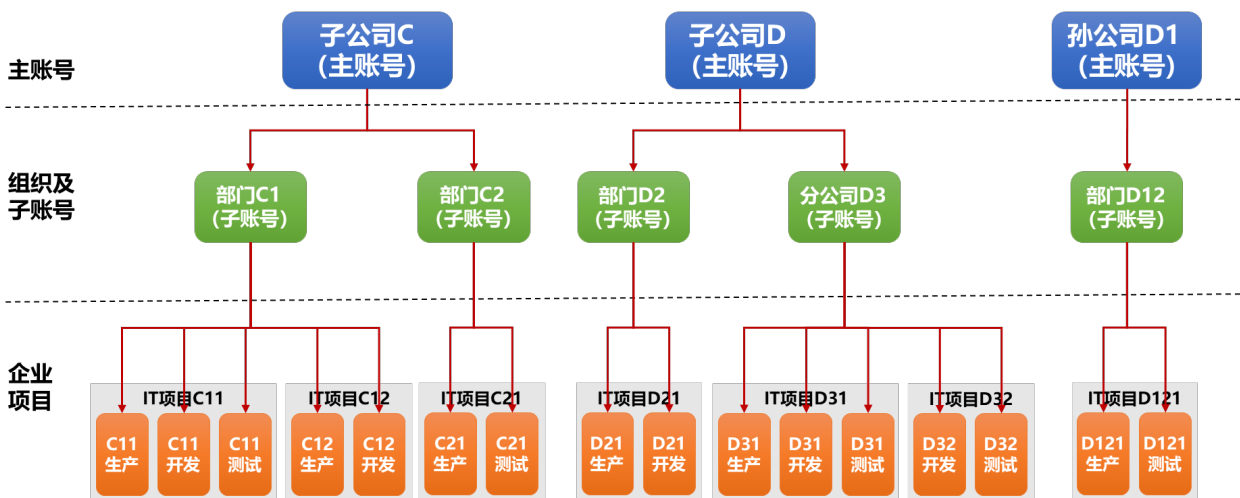 主账号
子公司C
（主账号）
子公司D
（主账号）
孙公司D1
（主账号）
组织及
子账号
部门C1
（子账号）
部门C2
（子账号）
部门D2
（子账号）
分公司D3
（子账号）
部门D12
（子账号）
企业
项目
IT项目C11
C11
生产
C11
开发
C11
测试
IT项目C12
C12
生产
C12
开发
IT项目C21
C21
生产
C21
测试
IT项目D21
D21
生产
D21
开发
IT项目D31
D31
生产
D31
开发
D31
测试
IT项目D32
D32
开发
D32
测试
IT项目D121
D121
生产
D121
测试